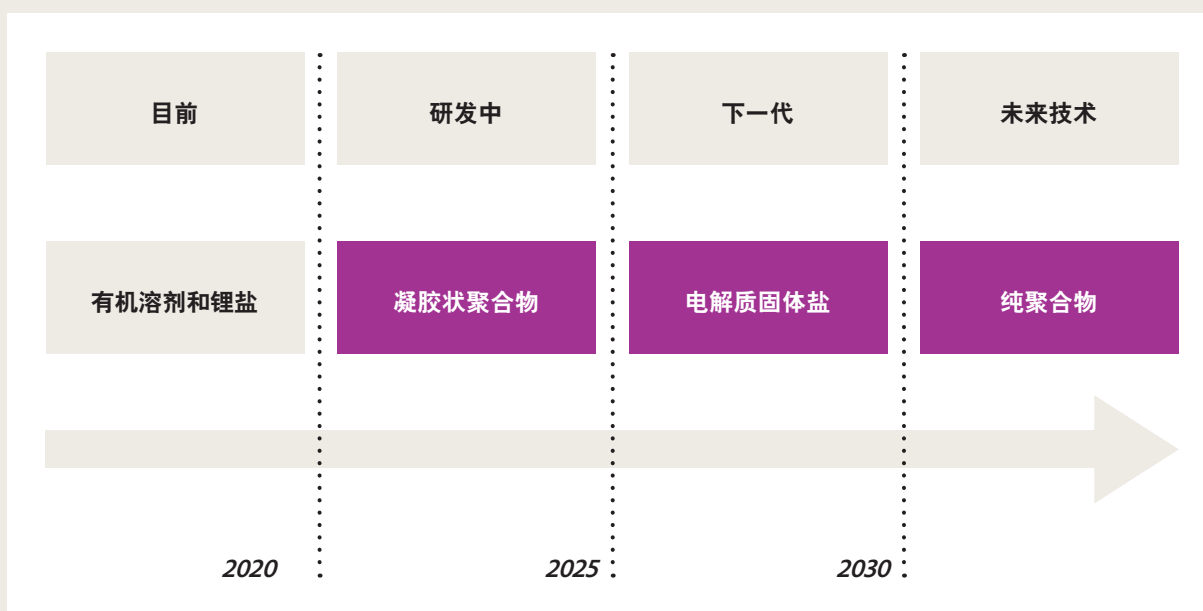 目前
研发中
下一代
未来技术
有机溶剂和锂盐
凝胶状聚合物
电解质固体盐
纯聚合物
2020
2025
2030